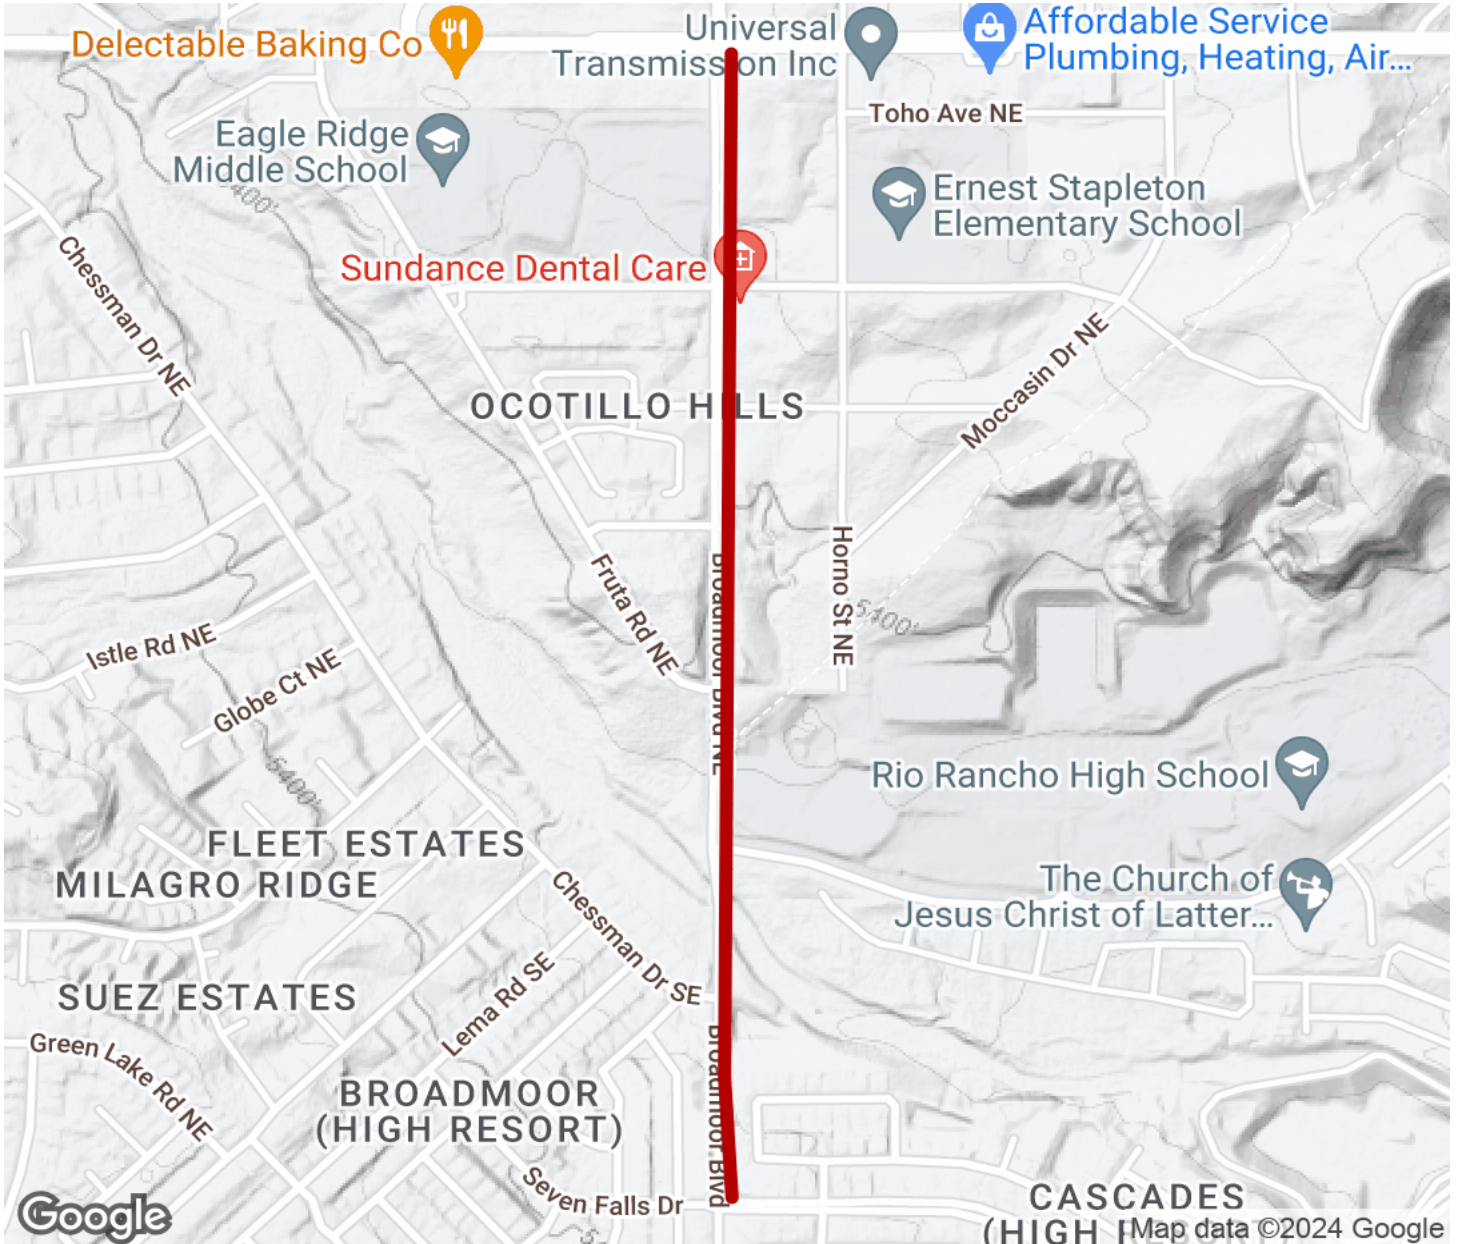 Delectable Baking Co
Universal
Transmission Inc
Affordable Service
Plumbing, Heating, Air...
Toho Ave NE
Eagle Ridge
Middle School
5400'
Ernest Stapleton
Elementary School
Chessman Dr NE
Sundance Dental Care
Moccasin Dr NE
OCOTILLO HILLS
Horno St NE
Fruta Rd NE
Broadmoor Blvd NE
5400'
Istle Rd NE
Globe Ct NE
5400'
Rio Rancho High School
FLEET ESTATES
MILAGRO RIDGE
The Church of
Jesus Christ of Latter...
Chessman Dr SE
Lema Rd SE
SUEZ ESTATES
Green Lake Rd NE
Broadmoor Blvd
BROADMOOR
(HIGH RESORT)
Seven Falls Dr
CASCADES
(HIGH RESORT)
Google
Map data ©2024 Google